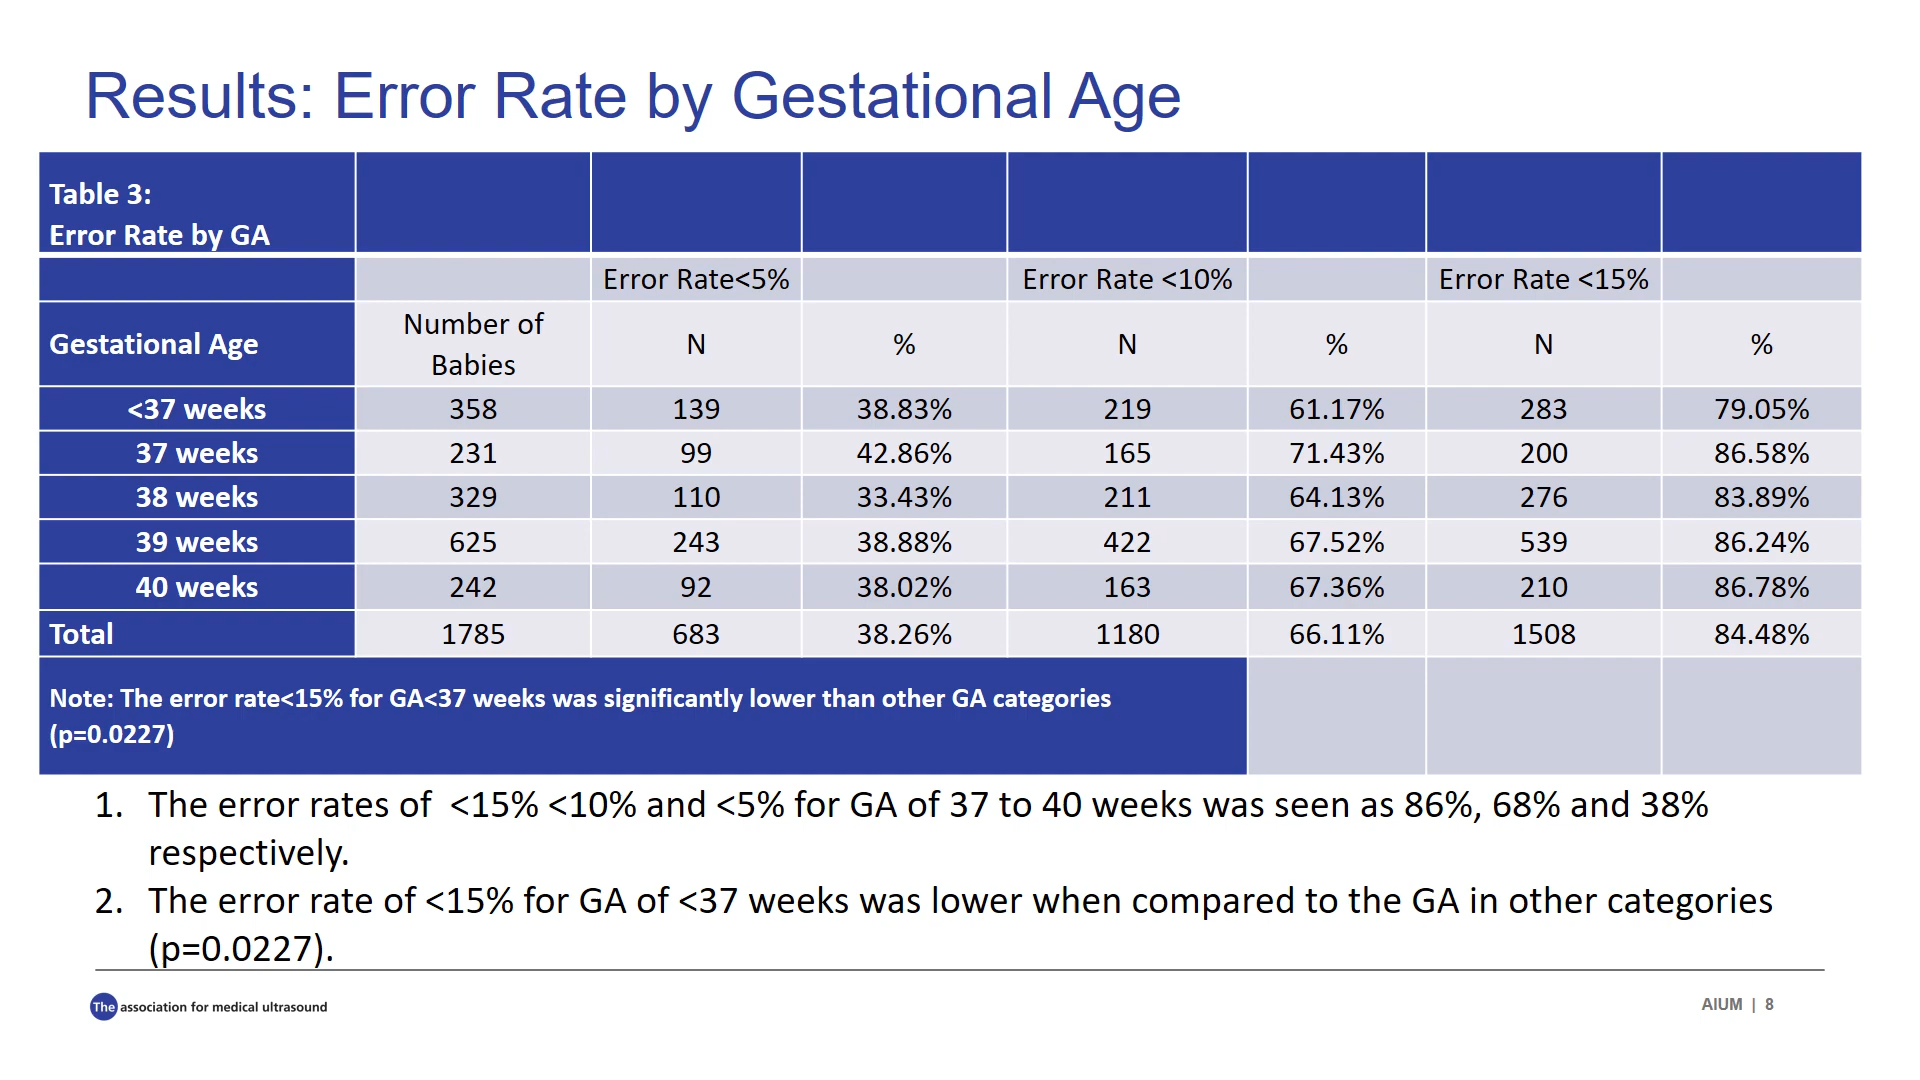 Results: Error Rate by Gestational Age
Table 3:
Error Rate by GA
Error Rate<5% Error Rate <10% Error Rate <15%
Gestational Age Number of Babies N % N % N %
<37 weeks 358 139 38.83% 219 61.17% 283 79.05%
37 weeks 231 99 42.86% 165 71.43% 200 86.58%
38 weeks 329 110 33.43% 211 64.13% 276 83.89%
39 weeks 625 243 38.88% 422 67.52% 539 86.24%
40 weeks 242 92 38.02% 163 67.36% 210 86.78%
Total 1785 683 38.26% 1180 66.11% 1508 84.48%
Note: The error rate<15% for GA<37 weeks was significantly lower than other GA categories
(p=0.0227)
1. The error rates of <15% <10% and <5% for GA of 37 to 40 weeks was seen as 86%, 68% and 38%
respectively.
2. The error rate of <15% for GA of <37 weeks was lower when compared to the GA in other categories
(p=0.0227).
The association for medical ultrasound
AIUM | 8